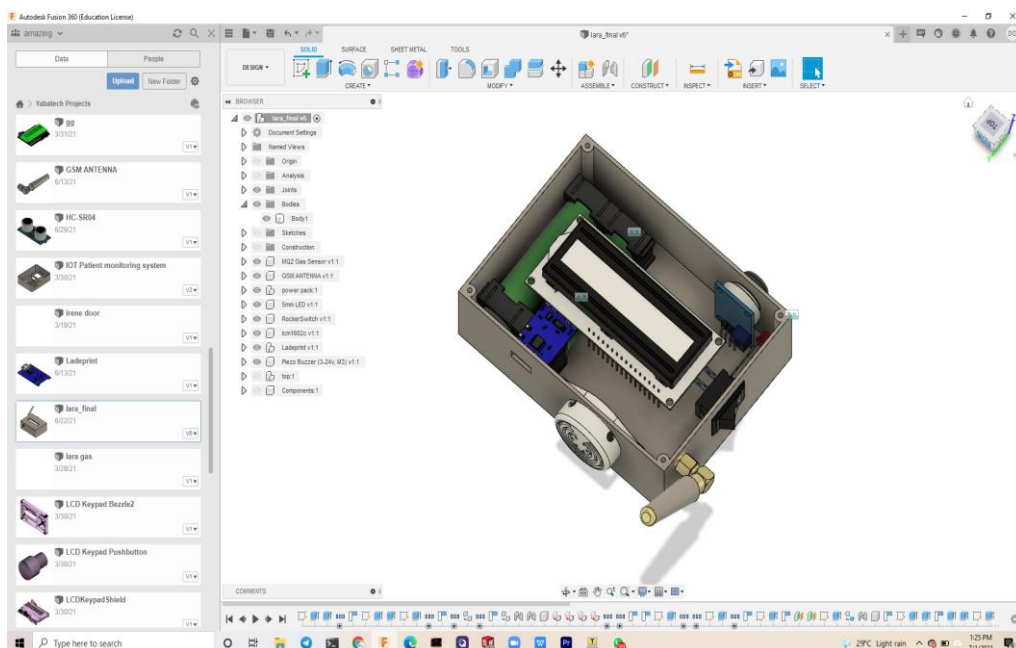 Autodesk Fusion 360 (Education License)
amazing
lara_final v6*
Data
People
Upload
New Folder
Yabatech Projects
gg
3/31/21
V1
GSM ANTENNA
6/13/21
V1
HC-SR04
6/29/21
V1
IOT Patient monitoring system
3/30/21
irene door
3/19/21
V1
Ladeprint
6/13/21
V1
lara_final
6/22/21
V6
lara gas
3/28/21
V1
LCD Keypad Bezzle2
3/30/21
V1
LCD Keypad Pushbutton
3/30/21
V1
LCDKeypadShield
3/30/21
V1
SOLID
SURFACE
SHEET METAL
TOOLS
DESIGN
CREATE
MODIFY
ASSEMBLE
CONSTRUCT
INSPECT
INSERT
SELECT
BROWSER
lara_final v6
Document Settings
Named Views
Origin
Analysis
Joints
Bodies
Body1
Sketches
Construction
MQ2 Gas Sensor v1:1
GSM ANTENNA v1:1
power pack:1
5mm LED v1:1
RockerSwitch v1:1
lcm1602c v1:1
Ladeprint v1:1
Piezo Buzzer (3-24v, M3) v1:1
top:1
Components:1
TOP
Z
COMMENTS
Type here to search
29°C Light rain
1:25 PM